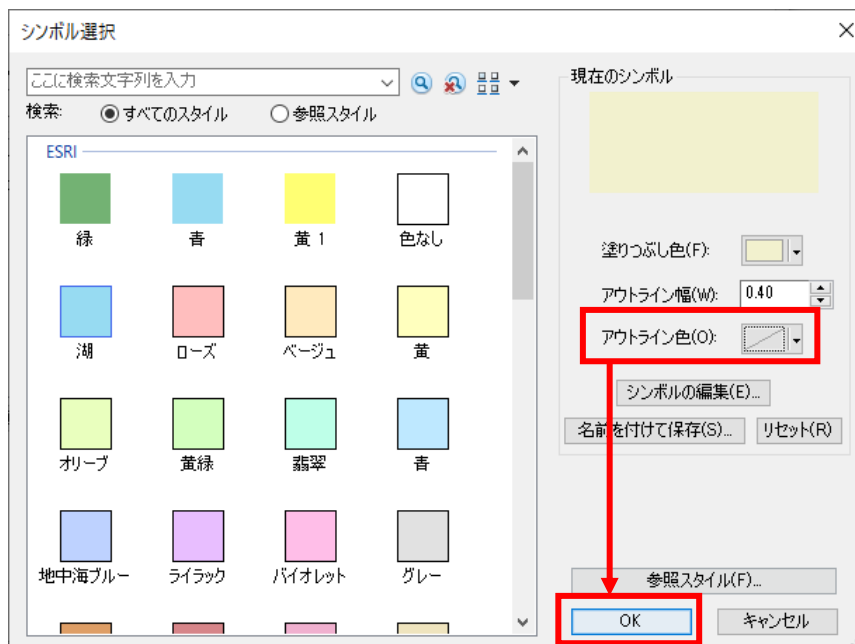 シンボル選択
ここに検索文字列を入力
検索:
すべてのスタイル
参照スタイル
ESRI
緑
青
黄 1
色なし
湖
ローズ
ベージュ
黄
オリーブ
黄緑
翡翠
青
地中海ブルー
ライラック
バイオレット
グレー
現在のシンボル
塗りつぶし色(F):
アウトライン幅(W):
0.40
アウトライン色(O):
シンボルの編集(E)...
名前を付けて保存(S)...
リセット(R)
参照スタイル(F)...
OK
キャンセル